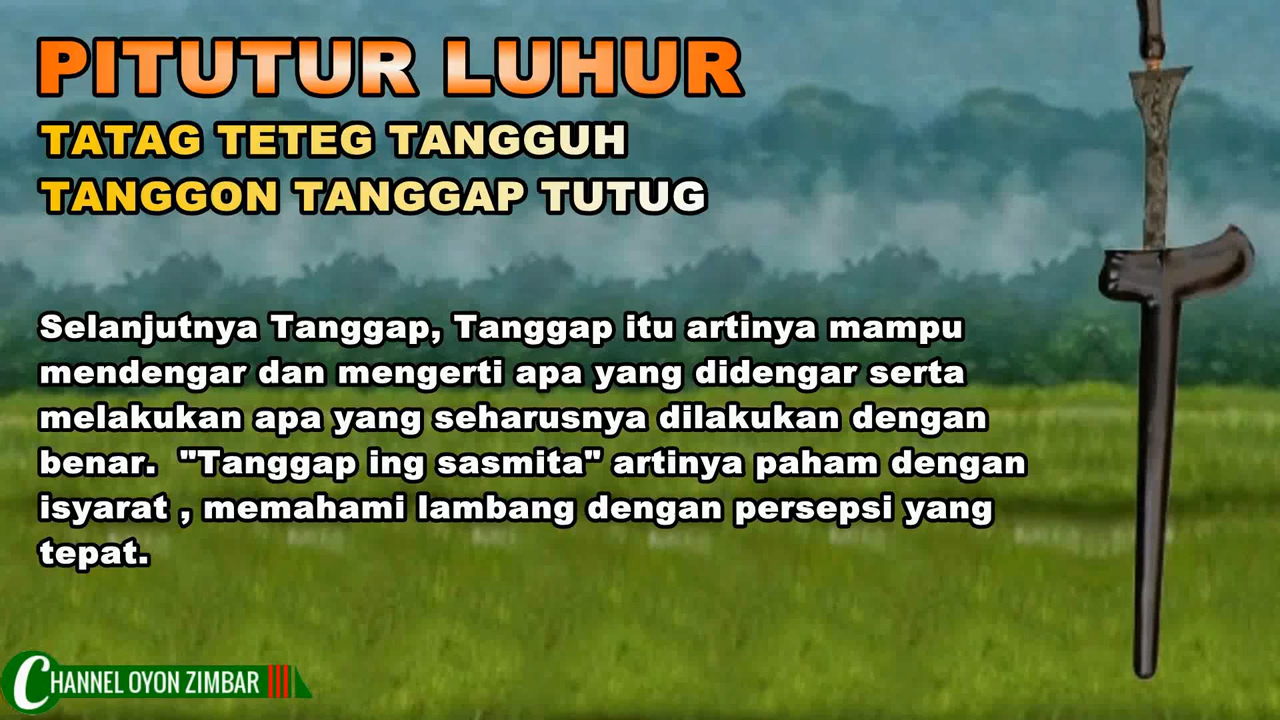 PITUTUR LUHUR
TATAG TETEG TANGGUH
TANGGON TANGGAP TUTUG
Selanjutnya Tanggap, Tanggap itu artinya mampu
mendengar dan mengerti apa yang didengar serta
melakukan apa yang seharusnya dilakukan dengan
benar.  "Tanggap ing sasmita" artinya paham dengan
isyarat , memahami lambang dengan persepsi yang
tepat.
CHANNEL OYON ZIMBAR